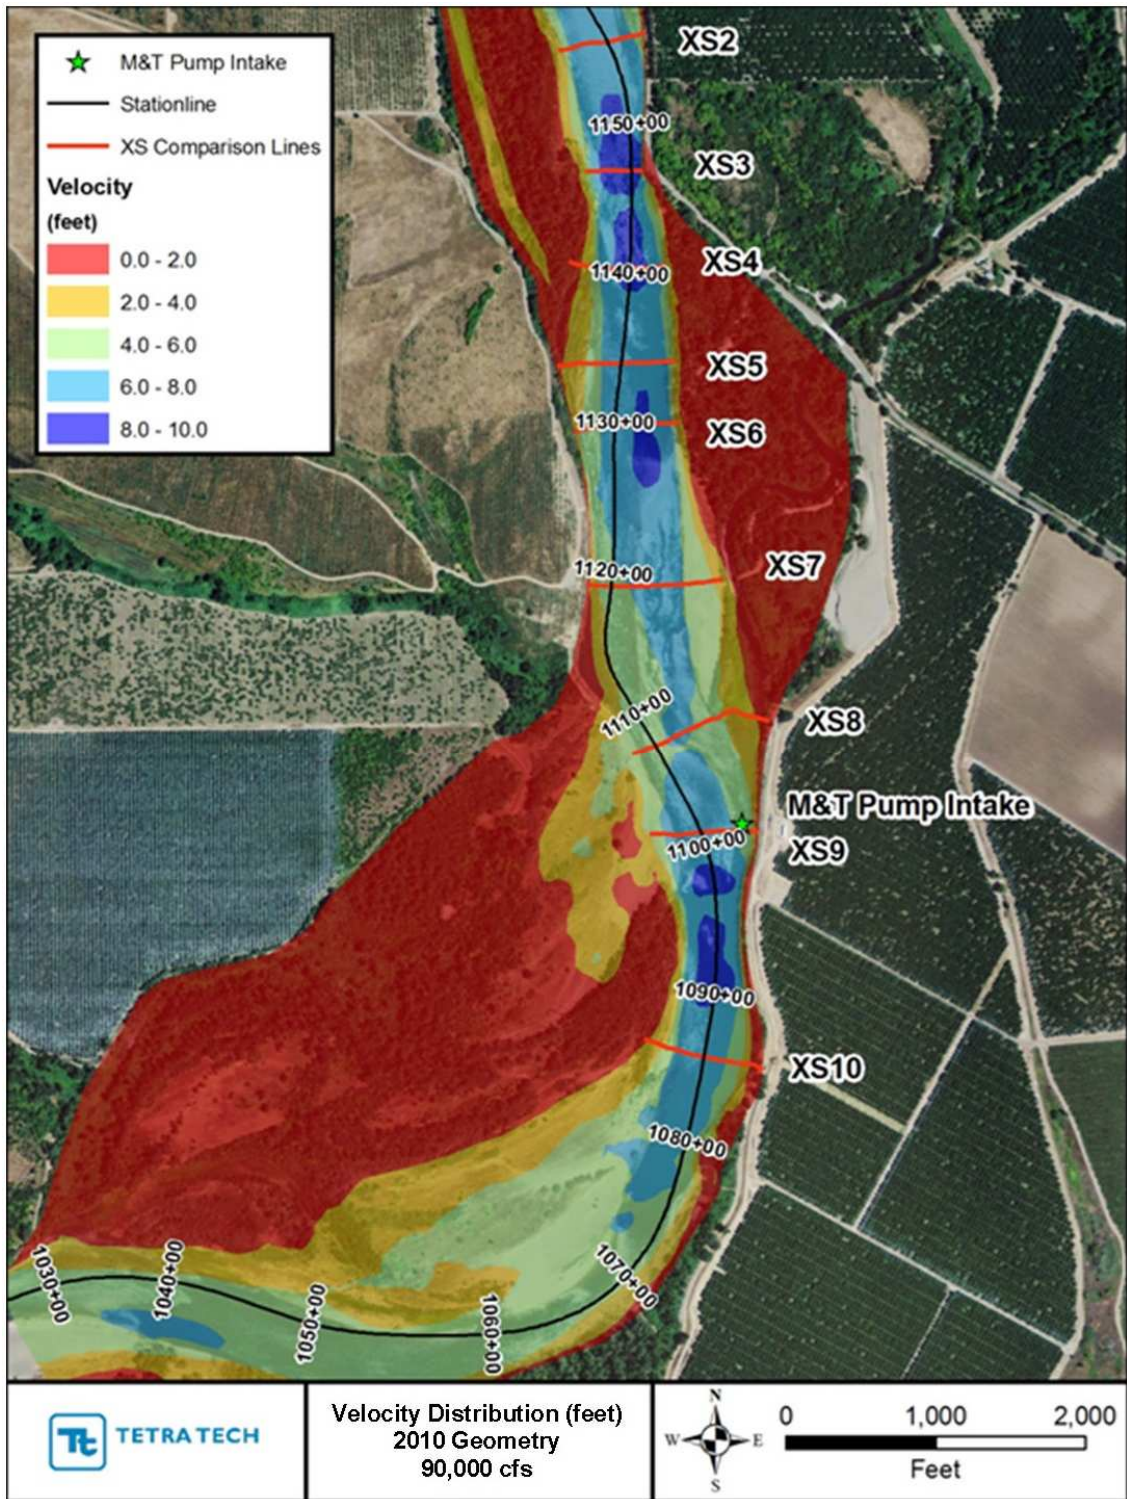 M&T Pump Intake
Stationline
XS Comparison Lines
Velocity
(feet)
0.0 - 2.0
2.0 - 4.0
4.0 - 6.0
6.0 - 8.0
8.0 - 10.0
XS2
1150+00
XS3
XS4
1140+00
XS5
1130+00
XS6
1120+00
XS7
1110+00
XS8
M&T Pump Intake
1100+00
XS9
1090+00
XS10
1080+00
1070+00
1060+00
1050+00
1040+00
1030+00
Tt
TETRA TECH
Velocity Distribution (feet)
2010 Geometry
90,000 cfs
N
W
E
S
0
1,000
2,000
Feet